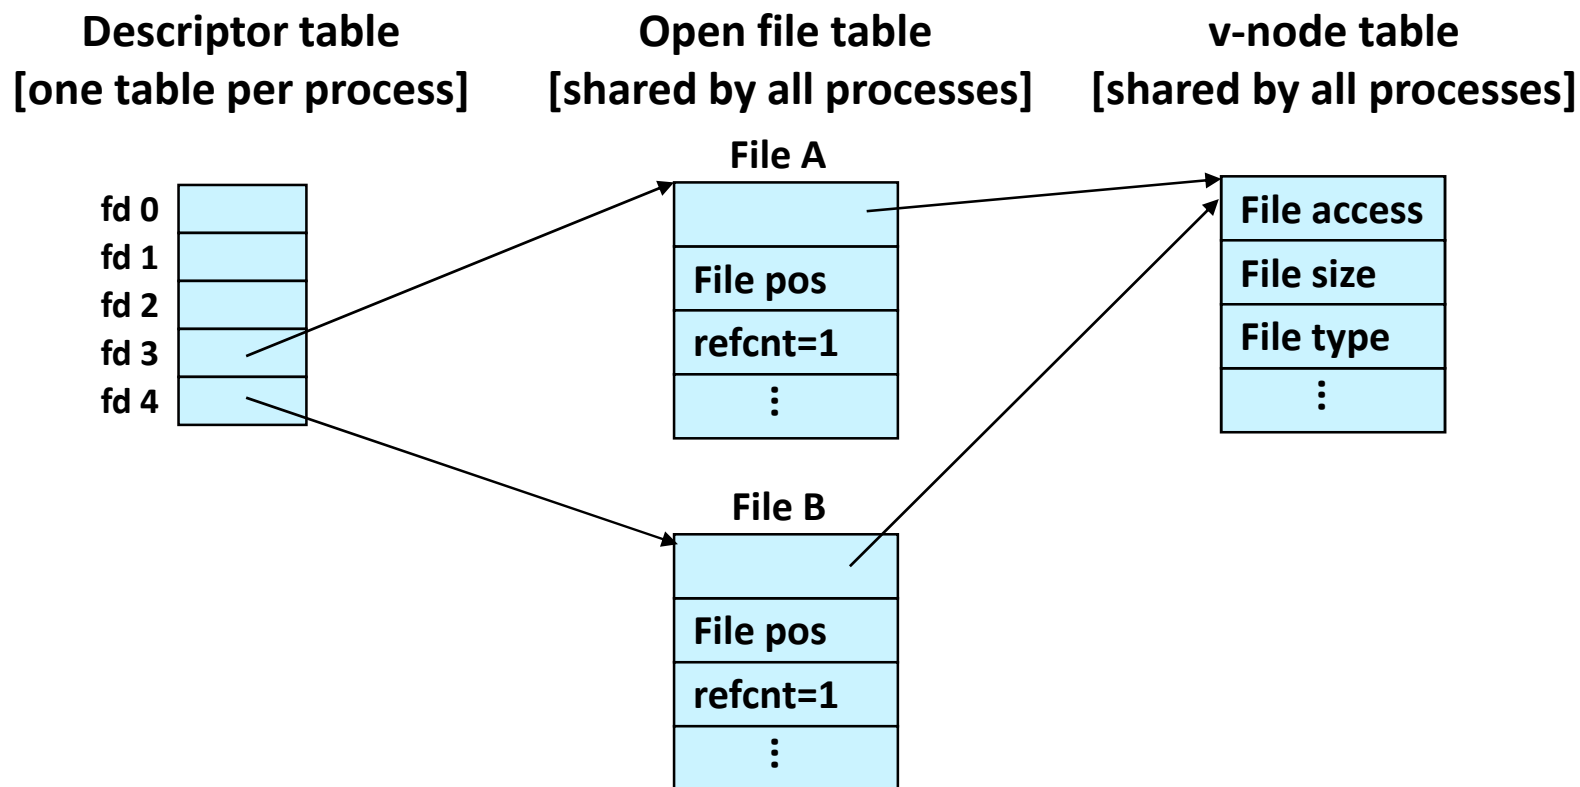 Descriptor table
[one table per process]
Open file table
[shared by all processes]
v-node table
[shared by all processes]
fd 0
fd 1
fd 2
fd 3
fd 4
File A
File pos
refcnt=1
⋮
File B
File pos
refcnt=1
⋮
File access
File size
File type
⋮